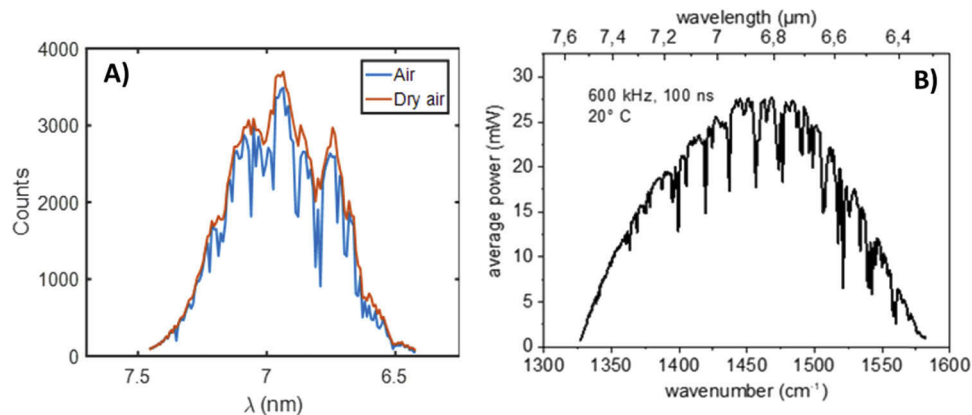 A)
Air
Dry air
4000
3000
2000
1000
0
Counts
7.5
7
6.5
λ (nm)
wavelength (µm)
7,6
7,4
7,2
7
6,8
6,6
6,4
B)
600 kHz, 100 ns
20° C
30
25
20
15
10
5
0
average power (mW)
1300
1350
1400
1450
1500
1550
1600
wavenumber (cm⁻¹)